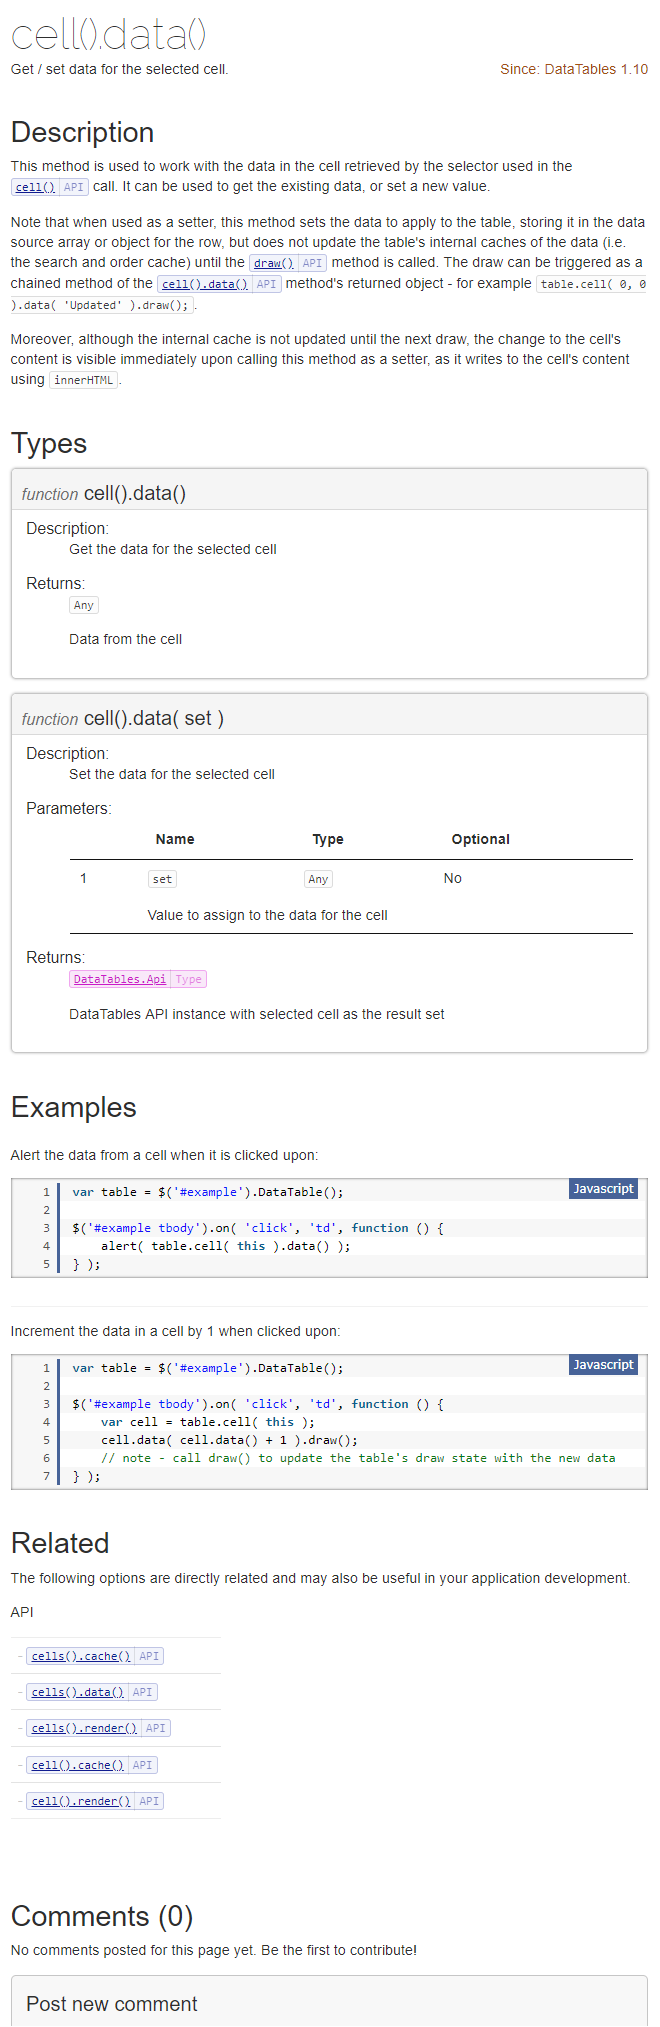 cell().data()
Get / set data for the selected cell.
Since: DataTables 1.10
Description
This method is used to work with the data in the cell retrieved by the selector used in the
cell() API call. It can be used to get the existing data, or set a new value.
Note that when used as a setter, this method sets the data to apply to the table, storing it in the data
source array or object for the row, but does not update the table's internal caches of the data (i.e.
the search and order cache) until the draw() API method is called. The draw can be triggered as a
chained method of the cell().data() API method's returned object - for example table.cell( 0, 0
).data( 'Updated' ).draw(); .
Moreover, although the internal cache is not updated until the next draw, the change to the cell's
content is visible immediately upon calling this method as a setter, as it writes to the cell's content
using innerHTML .
Types
function cell().data()
Description:
Get the data for the selected cell
Returns:
Any
Data from the cell
function cell().data( set )
Description:
Set the data for the selected cell
Parameters:
Name Type Optional
1 set Any No
Value to assign to the data for the cell
Returns:
DataTables.Api Type
DataTables API instance with selected cell as the result set
Examples
Alert the data from a cell when it is clicked upon:
Javascript
1 var table = $('#example').DataTable();
2
3 $('#example tbody').on( 'click', 'td', function () {
4     alert( table.cell( this ).data() );
5 } );
Increment the data in a cell by 1 when clicked upon:
Javascript
1 var table = $('#example').DataTable();
2
3 $('#example tbody').on( 'click', 'td', function () {
4     var cell = table.cell( this );
5     cell.data( cell.data() + 1 ).draw();
6     // note - call draw() to update the table's draw state with the new data
7 } );
Related
The following options are directly related and may also be useful in your application development.
API
- cells().cache() API
- cells().data() API
- cells().render() API
- cell().cache() API
- cell().render() API
Comments (0)
No comments posted for this page yet. Be the first to contribute!
Post new comment